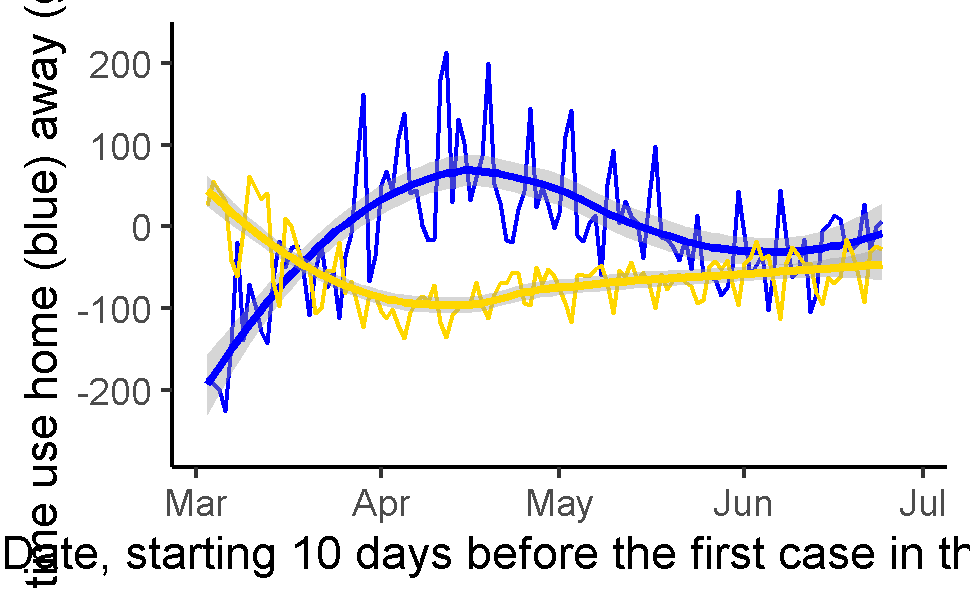 time use home (blue) away (
200
100
0
-100
-200
Mar Apr May Jun Jul
Date, starting 10 days before the first case in th